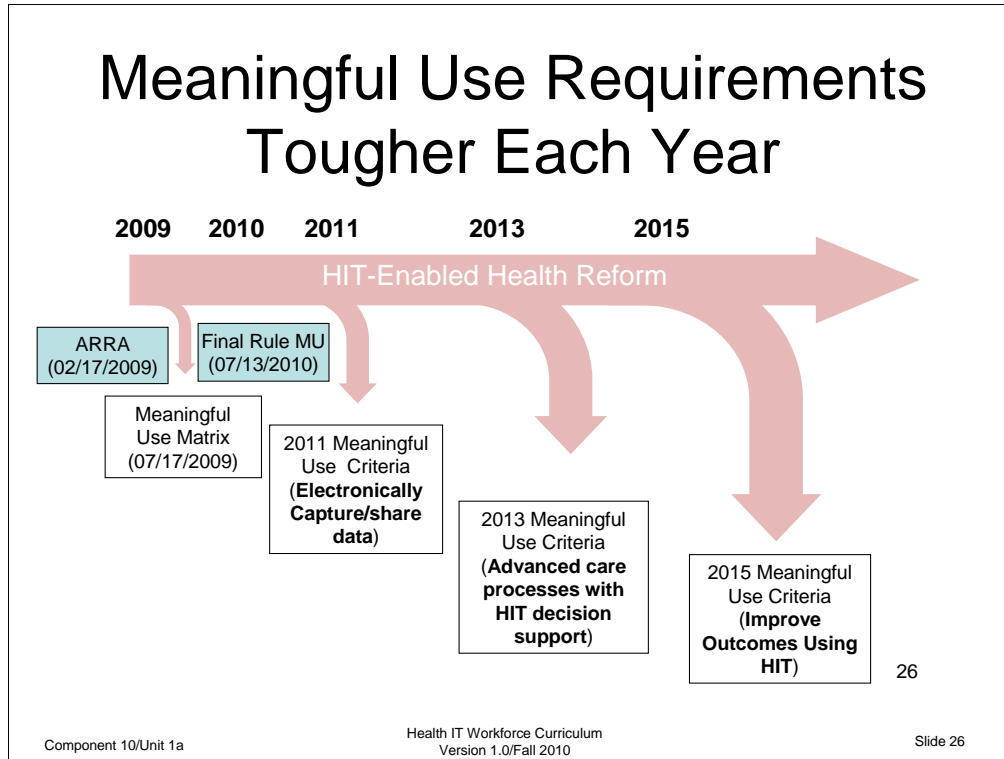 Meaningful Use Requirements
Tougher Each Year
2009 2010 2011 2013 2015
HIT-Enabled Health Reform
ARRA
(02/17/2009)
Final Rule MU
(07/13/2010)
Meaningful
Use Matrix
(07/17/2009)
2011 Meaningful
Use Criteria
(Electronically
Capture/share
data)
2013 Meaningful
Use Criteria
(Advanced care
processes with
HIT decision
support)
2015 Meaningful
Use Criteria
(Improve
Outcomes Using
HIT)
26
Component 10/Unit 1a
Health IT Workforce Curriculum
Version 1.0/Fall 2010
Slide 26